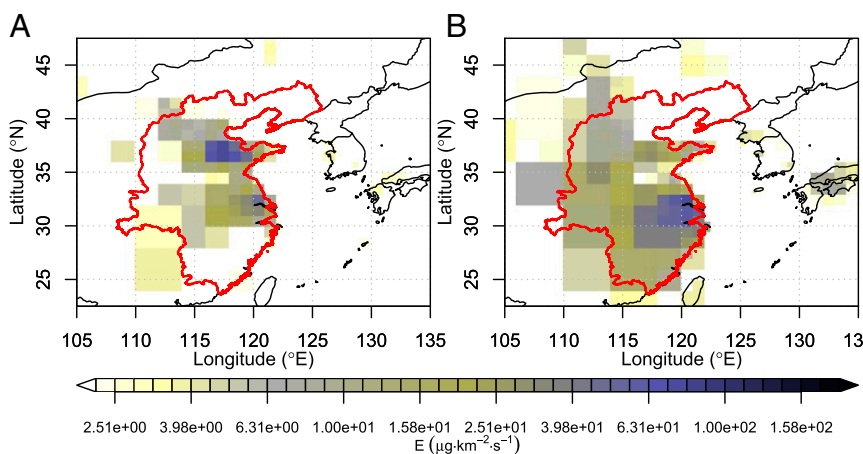 A
B
45
40
35
30
25
Latitude (°N)
105 110 115 120 125 130 135
Longitude (°E)
45
40
35
30
25
Latitude (°N)
105 110 115 120 125 130 13
Longitude (°E)
2.51e+00 3.98e+00 6.31e+00 1.00e+01 1.58e+01 2.51e+01 3.98e+01 6.31e+01 1.00e+02 1.58e+02
E (µg·km⁻²·s⁻¹)